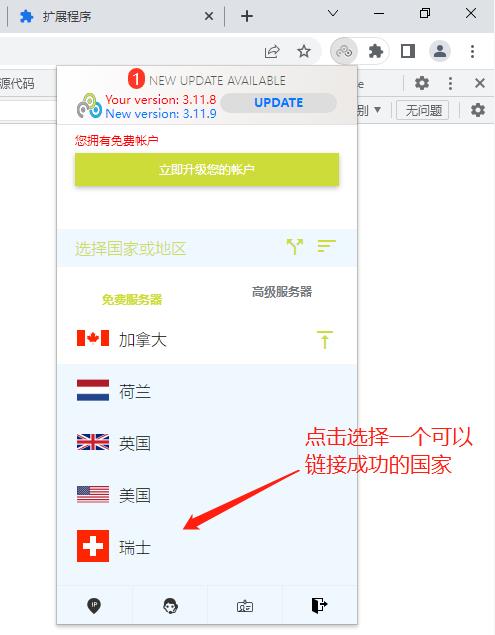 扩展程序
源代码
e
1 NEW UPDATE AVAILABLE
Your version: 3.11.8
New version: 3.11.9
UPDATE
别
无问题
您拥有免费帐户
立即升级您的帐户
选择国家或地区
免费服务器
高级服务器
加拿大
荷兰
英国
美国
瑞士
点击选择一个可以
链接成功的国家
IP